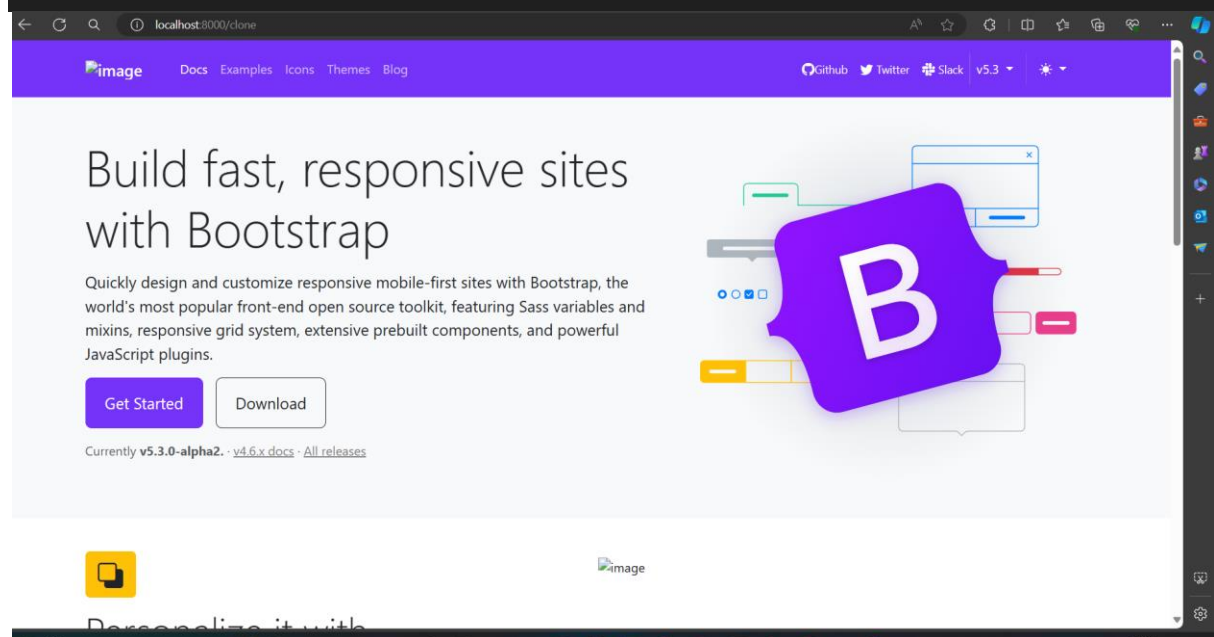 localhost:8000/clone
image
Docs Examples Icons Themes Blog
Github Twitter Slack v5.3
Build fast, responsive sites
with Bootstrap
Quickly design and customize responsive mobile-first sites with Bootstrap, the
world's most popular front-end open source toolkit, featuring Sass variables and
mixins, responsive grid system, extensive prebuilt components, and powerful
JavaScript plugins.
B
Get Started Download
Currently v5.3.0-alpha2. · v4.6.x docs · All releases
image
Personalize it with